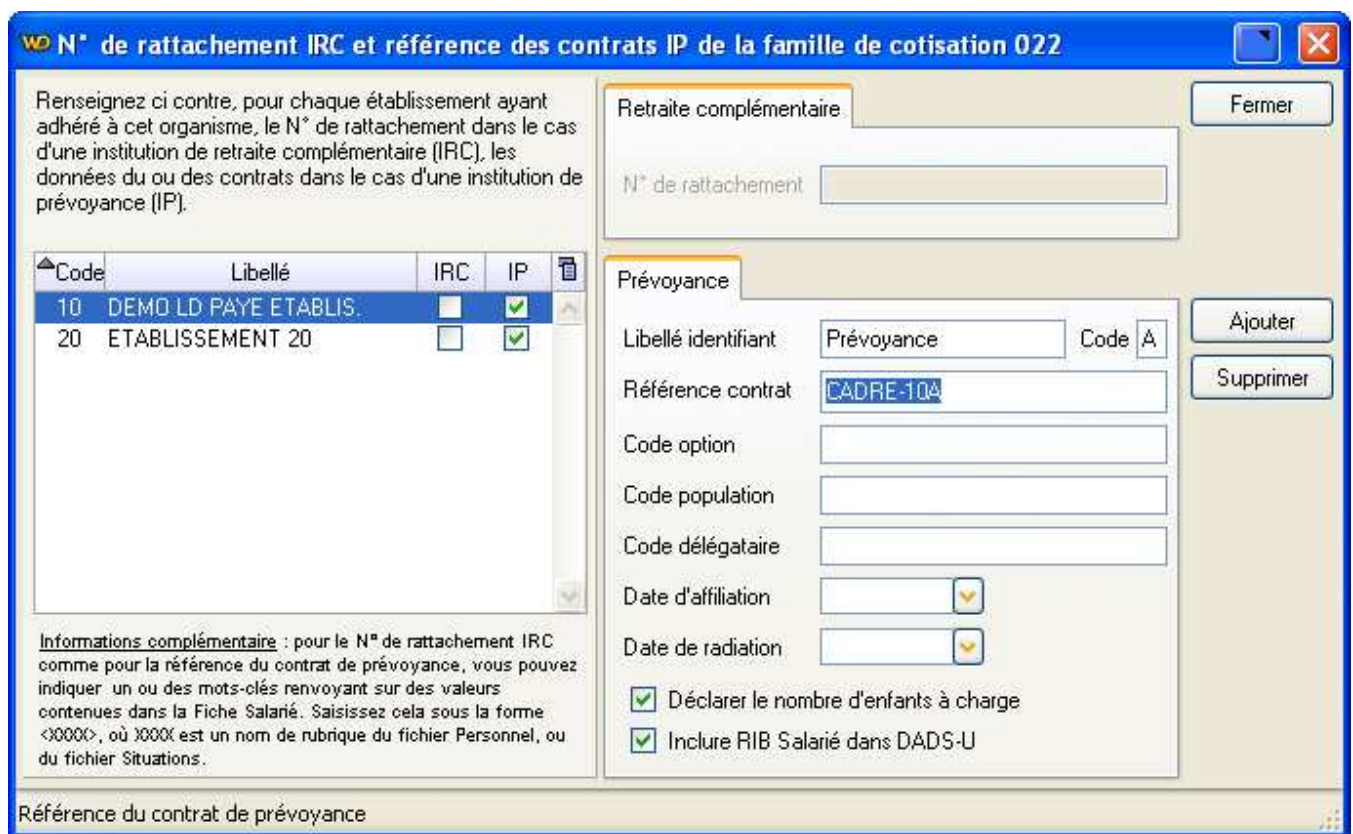 WD N° de rattachement IRC et référence des contrats IP de la famille de cotisation 022
Renseignez ci contre, pour chaque établissement ayant
adhéré à cet organisme, le N° de rattachement dans le cas
d'une institution de retraite complémentaire (IRC), les
données du ou des contrats dans le cas d'une institution de
prévoyance (IP).
Code Libellé IRC IP
10 DEMO LD PAYE ETABLIS.
20 ETABLISSEMENT 20
Informations complémentaire : pour le N° de rattachement IRC
comme pour la référence du contrat de prévoyance, vous pouvez
indiquer un ou des mots-clés renvoyant sur des valeurs
contenues dans la Fiche Salarié. Saisissez cela sous la forme
<XXXX>, où XXXX est un nom de rubrique du fichier Personnel, ou
du fichier Situations.
Retraite complémentaire
N° de rattachement
Prévoyance
Libellé identifiant Prévoyance Code A
Référence contrat CADRE-10A
Code option
Code population
Code délégataire
Date d'affiliation
Date de radiation
Déclarer le nombre d'enfants à charge
Inclure RIB Salarié dans DADS-U
Fermer
Ajouter
Supprimer
Référence du contrat de prévoyance